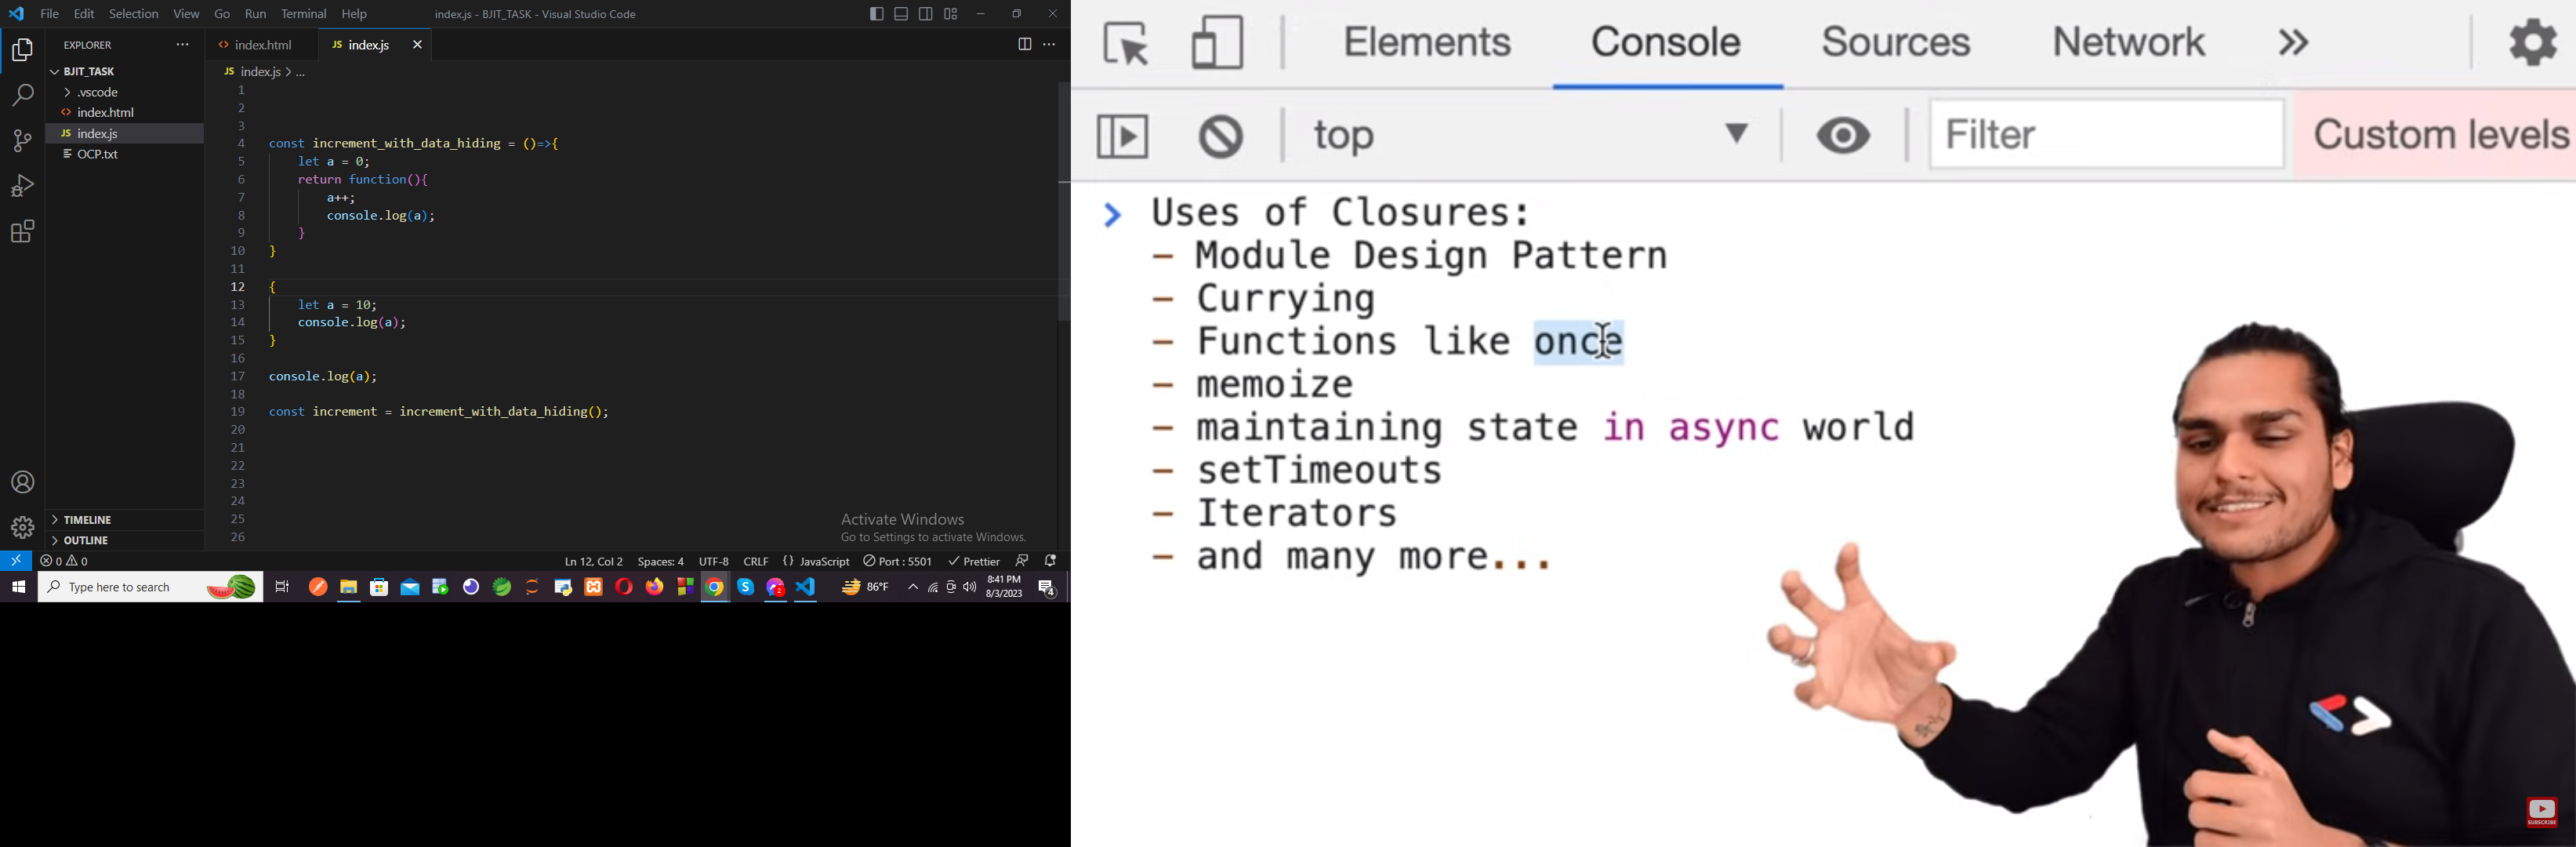 File Edit Selection View Go Run Terminal Help index.js - BJIT_TASK - Visual Studio Code
EXPLORER
BJIT_TASK
.vscode
index.html
JS index.js
OCP.txt
TIMELINE
OUTLINE
index.html JS index.js
JS index.js > ...
1
2
3
4 const increment_with_data_hiding = ()=>{
5 let a = 0;
6 return function(){
7 a++;
8 console.log(a);
9 }
10 }
11
12 {
13 let a = 10;
14 console.log(a);
15 }
16
17 console.log(a);
18
19 const increment = increment_with_data_hiding();
20
21
22
23
24
25
26
Activate Windows
Go to Settings to activate Windows.
0 0 Ln 12, Col 2 Spaces: 4 UTF-8 CRLF {} JavaScript Port : 5501 Prettier
Type here to search 2 86°F 8:41 PM 4
8/3/2023
Elements Console Sources Network
top Filter Custom levels
> Uses of Closures:
- Module Design Pattern
- Currying
- Functions like once
- memoize
- maintaining state in async world
- setTimeouts
- Iterators
- and many more...
SUBSCRIBE